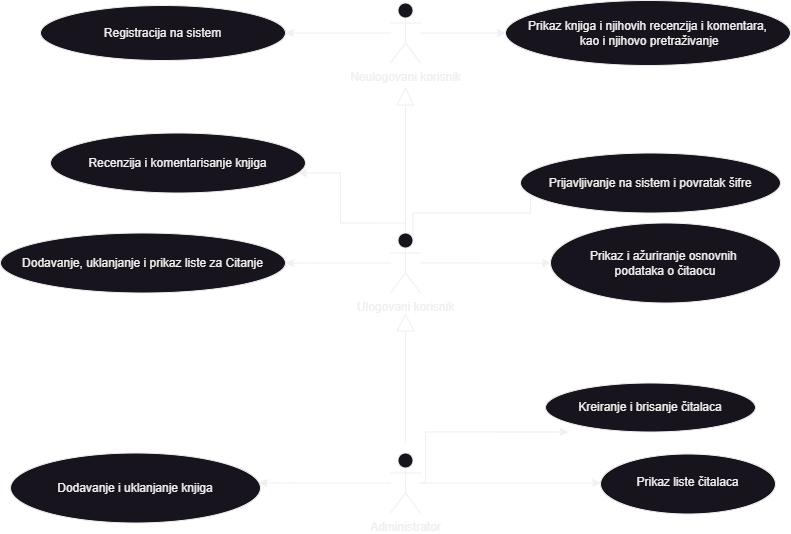 Registracija na sistem
Prikaz knjiga i njihovih recenzija i komentara,
kao i njihovo pretraživanje
Neulogovani korisnik
Recenzija i komentarisanje knjiga
Prijavljivanje na sistem i povratak šifre
Dodavanje, uklanjanje i prikaz liste za Citanje
Prikaz i ažuriranje osnovnih
podataka o čitaocu
Ulogovani korisnik
Kreiranje i brisanje čitalaca
Dodavanje i uklanjanje knjiga
Prikaz liste čitalaca
Administrator